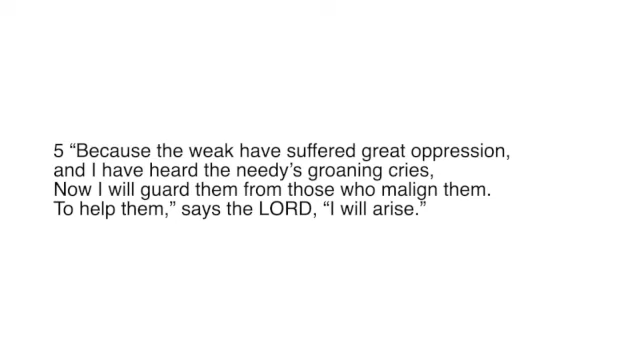 5 “Because the weak have suffered great oppression,
and I have heard the needy’s groaning cries,
Now I will guard them from those who malign them.
To help them,” says the LORD, “I will arise.”